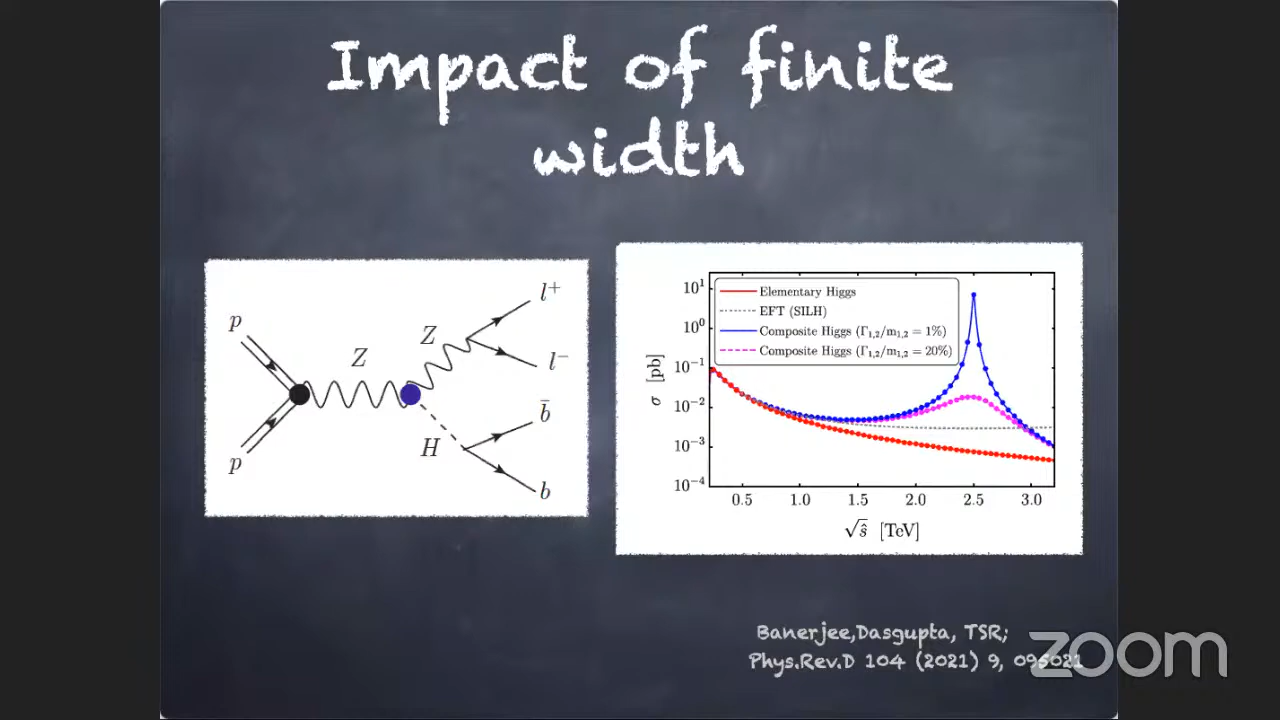 Impact of finite
width
p
p
Z
Z
H
l⁺
l⁻
b̄
b
Elementary Higgs
EFT (SILH)
Composite Higgs (Γ₁,₂/m₁,₂ = 1%)
Composite Higgs (Γ₁,₂/m₁,₂ = 20%)
σ [pb]
10¹
10⁰
10⁻¹
10⁻²
10⁻³
10⁻⁴
0.5 1.0 1.5 2.0 2.5 3.0
√ŝ [TeV]
Banerjee,Dasgupta, TSR;
Phys.Rev.D 104 (2021) 9, 095021
zoom